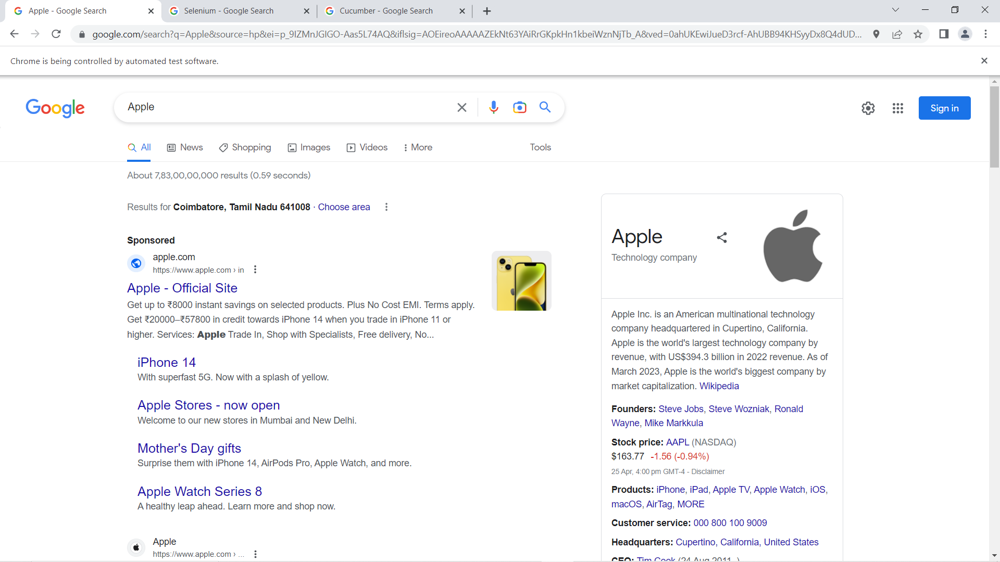 Apple - Google Search
Selenium - Google Search
Cucumber - Google Search
google.com/search?q=Apple&source=hp&ei=p_9IZMnJGIGO-Aas5L74AQ&iflsig=AOEireoAAAAAZEkNt63YAiRrGKpkHn1kbeiWznNjTb_A&ved=0ahUKEwiJueD3rcf-AhUBB94KHSyyDx8Q4dUD...
Chrome is being controlled by automated test software.
Google
Apple
Sign in
All
News
Shopping
Images
Videos
More
Tools
About 7,83,00,00,000 results (0.59 seconds)
Results for Coimbatore, Tamil Nadu 641008 · Choose area
Sponsored
apple.com
https://www.apple.com › in
Apple - Official Site
Get up to ₹8000 instant savings on selected products. Plus No Cost EMI. Terms apply.
Get ₹20000–₹57800 in credit towards iPhone 14 when you trade in iPhone 11 or
higher. Services: Apple Trade In, Shop with Specialists, Free delivery, No...
iPhone 14
With superfast 5G. Now with a splash of yellow.
Apple Stores - now open
Welcome to our new stores in Mumbai and New Delhi.
Mother's Day gifts
Surprise them with iPhone 14, AirPods Pro, Apple Watch, and more.
Apple Watch Series 8
A healthy leap ahead. Learn more and shop now.
Apple
https://www.apple.com › ...
Apple
Technology company
Apple Inc. is an American multinational technology
company headquartered in Cupertino, California.
Apple is the world's largest technology company by
revenue, with US$394.3 billion in 2022 revenue. As of
March 2023, Apple is the world's biggest company by
market capitalization. Wikipedia
Founders: Steve Jobs, Steve Wozniak, Ronald
Wayne, Mike Markkula
Stock price: AAPL (NASDAQ)
$163.77 -1.56 (-0.94%)
25 Apr, 4:00 pm GMT-4 - Disclaimer
Products: iPhone, iPad, Apple TV, Apple Watch, iOS,
macOS, AirTag, MORE
Customer service: 000 800 100 9009
Headquarters: Cupertino, California, United States
CEO: Tim Cook (24 Aug 2011–)